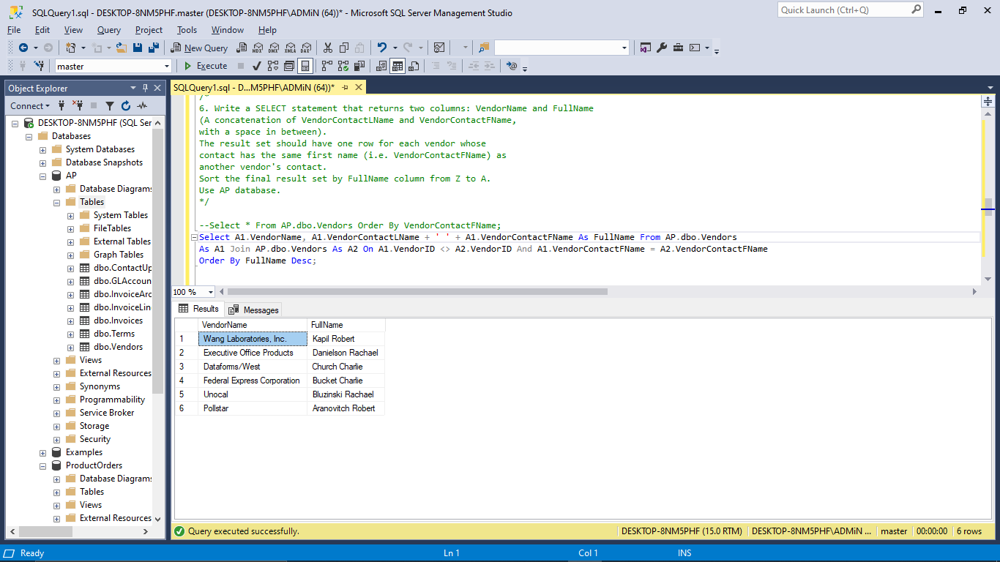 SQLQuery1.sql - DESKTOP-8NM5PHF.master (DESKTOP-8NM5PHF\ADMiN (64))* - Microsoft SQL Server Management Studio
Quick Launch (Ctrl+Q)
File Edit View Query Project Tools Window Help
New Query
MDX DMX XMLA DAX
master
Execute
Object Explorer
SQLQuery1.sql - D...M5PHF\ADMiN (64))*
Connect
DESKTOP-8NM5PHF (SQL Ser
Databases
System Databases
Database Snapshots
AP
Database Diagrams
Tables
System Tables
FileTables
External Tables
Graph Tables
dbo.ContactUp
dbo.GLAccoun
dbo.InvoiceArc
dbo.InvoiceLin
dbo.Invoices
dbo.Terms
dbo.Vendors
Views
External Resources
Synonyms
Programmability
Service Broker
Storage
Security
Examples
ProductOrders
Database Diagrams
Tables
Views
External Resources
/*
6. Write a SELECT statement that returns two columns: VendorName and FullName
(A concatenation of VendorContactLName and VendorContactFName,
with a space in between).
The result set should have one row for each vendor whose
contact has the same first name (i.e. VendorContactFName) as
another vendor's contact.
Sort the final result set by FullName column from Z to A.
Use AP database.
*/
--Select * From AP.dbo.Vendors Order By VendorContactFName;
Select A1.VendorName, A1.VendorContactLName + ' ' + A1.VendorContactFName As FullName From AP.dbo.Vendors
As A1 Join AP.dbo.Vendors As A2 On A1.VendorID <> A2.VendorID And A1.VendorContactFName = A2.VendorContactFName
Order By FullName Desc;
100 %
Results Messages
VendorName FullName
1 Wang Laboratories, Inc. Kapil Robert
2 Executive Office Products Danielson Rachael
3 Dataforms/West Church Charlie
4 Federal Express Corporation Bucket Charlie
5 Unocal Bluzinski Rachael
6 Pollstar Aranovitch Robert
Query executed successfully.
DESKTOP-8NM5PHF (15.0 RTM) DESKTOP-8NM5PHF\ADMiN ... master 00:00:00 6 rows
Ready Ln 1 Col 1 INS